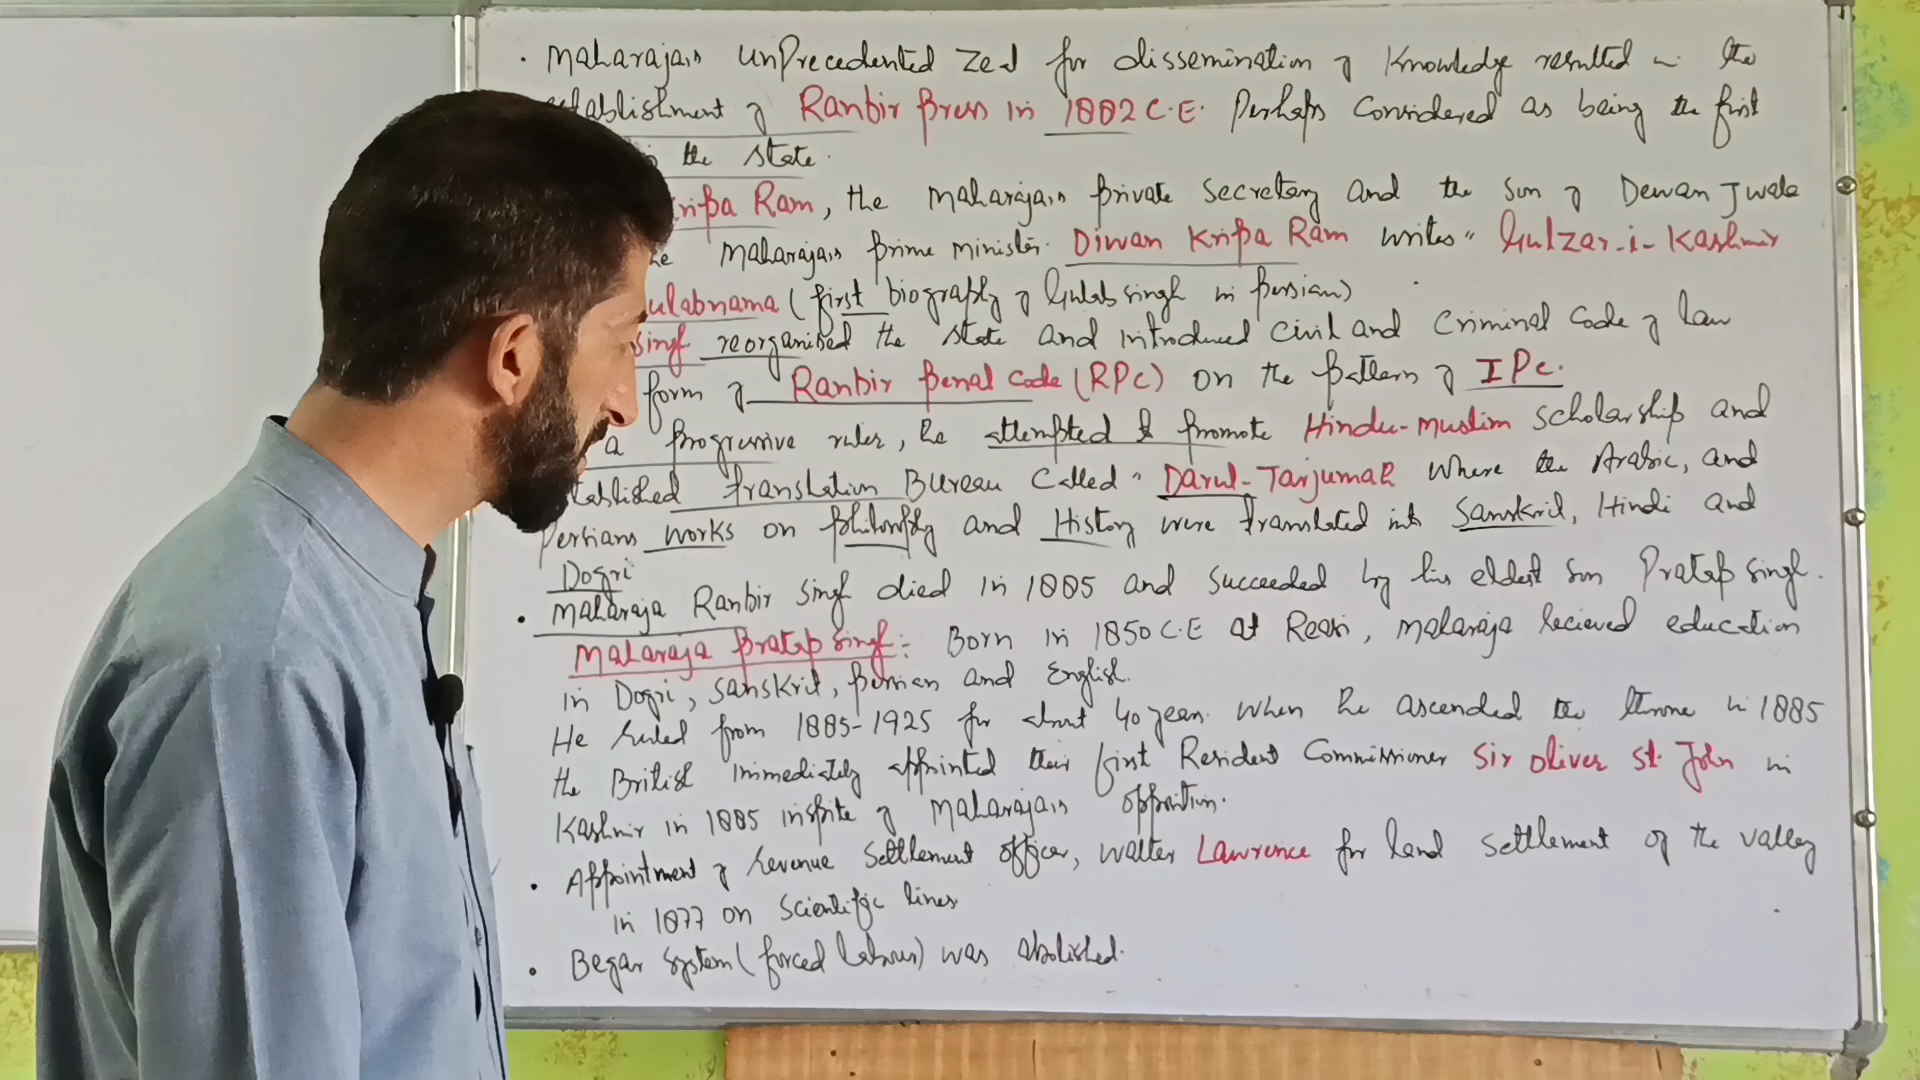 . Maharaja,s unprecedented Zeal for dissemination of Knowledge resulted in the
establishment of Ranbir Press in 1882 C.E. Perhaps Considered as being the first
the state.
Kripa Ram, the Maharaja,s Private Secretary and the Son of Dewan Jwala
Maharaja,s Prime minister. Diwan Kripa Ram writes " Gulzar-i-Kashmir
ulabnama (first biography of Gulab Singh in Persian)
Singh reorganised the state and introduced civil and Criminal Code of law
form of Ranbir Penal Code (RPC) on the Pattern of IPC.
a Progressive ruler, he attempted to promote Hindu-Muslim scholarship and
tablished translation Bureau Called " Darul-Tarjumah where the Arabic, and
Persians works on Philosophy and History were translated into Sanskrit, Hindi and
Dogri
. Maharaja Ranbir Singh died in 1885 and succeeded by his eldest son Pratap Singh.
Maharaja Pratap Singh:- Born in 1850 C.E at Reasi, Maharaja recieved education
in Dogri, Sanskrit, Persian and English.
He ruled from 1885-1925 for about 40 years. When he ascended the throne in 1885
the British immediately appointed their first Resident Commissioner Sir Oliver St. John in
Kashmir in 1885 inspite of Maharaja,s opposition.
. Appointment of revenue Settlement officer, Walter Lawrence for land settlement of the valley
in 1877 on Scientific lines.
. Begar System (forced labour) was abolished.